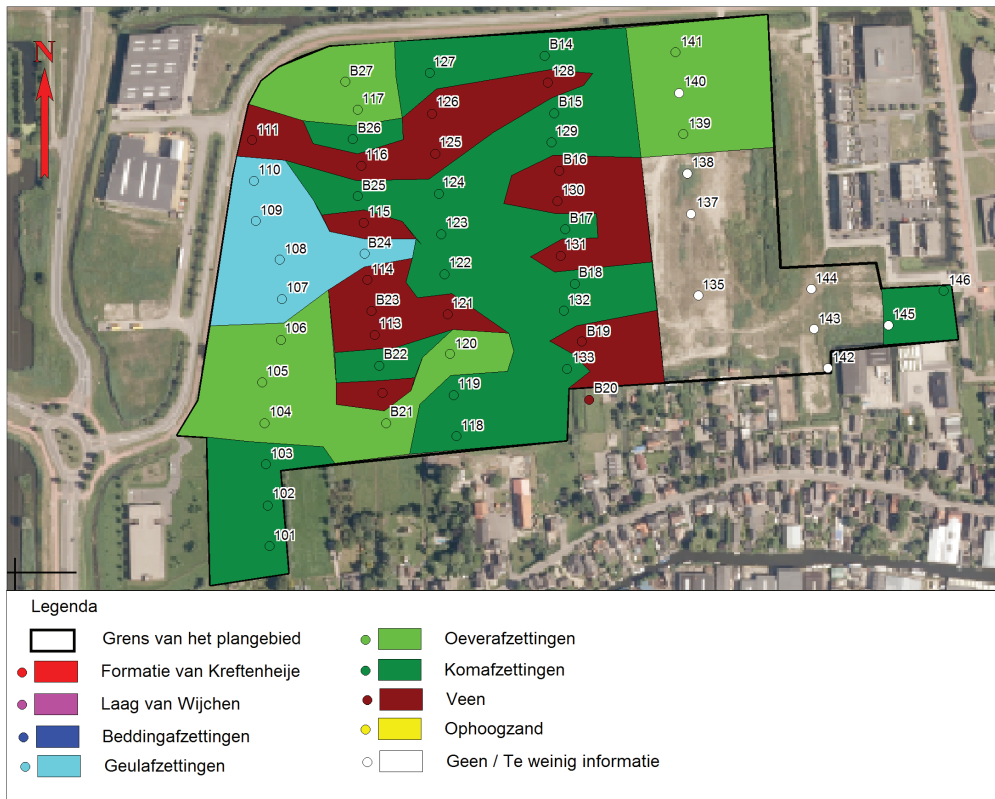 N
B14
127
141
128
B27
140
126
B15
117
111
139
129
B26
125
B16
138
116
110
130
124
B25
137
109
115
B17
123
B24
131
108
122
114
B18
144
146
135
107
B23
121
132
145
143
106
113
B19
120
B22
133
142
105
119
B20
104
B21
118
103
102
101
Legenda
Grens van het plangebied
Formatie van Kreftenheije
Laag van Wijchen
Beddingafzettingen
Geulafzettingen
Oeverafzettingen
Komafzettingen
Veen
Ophoogzand
Geen / Te weinig informatie